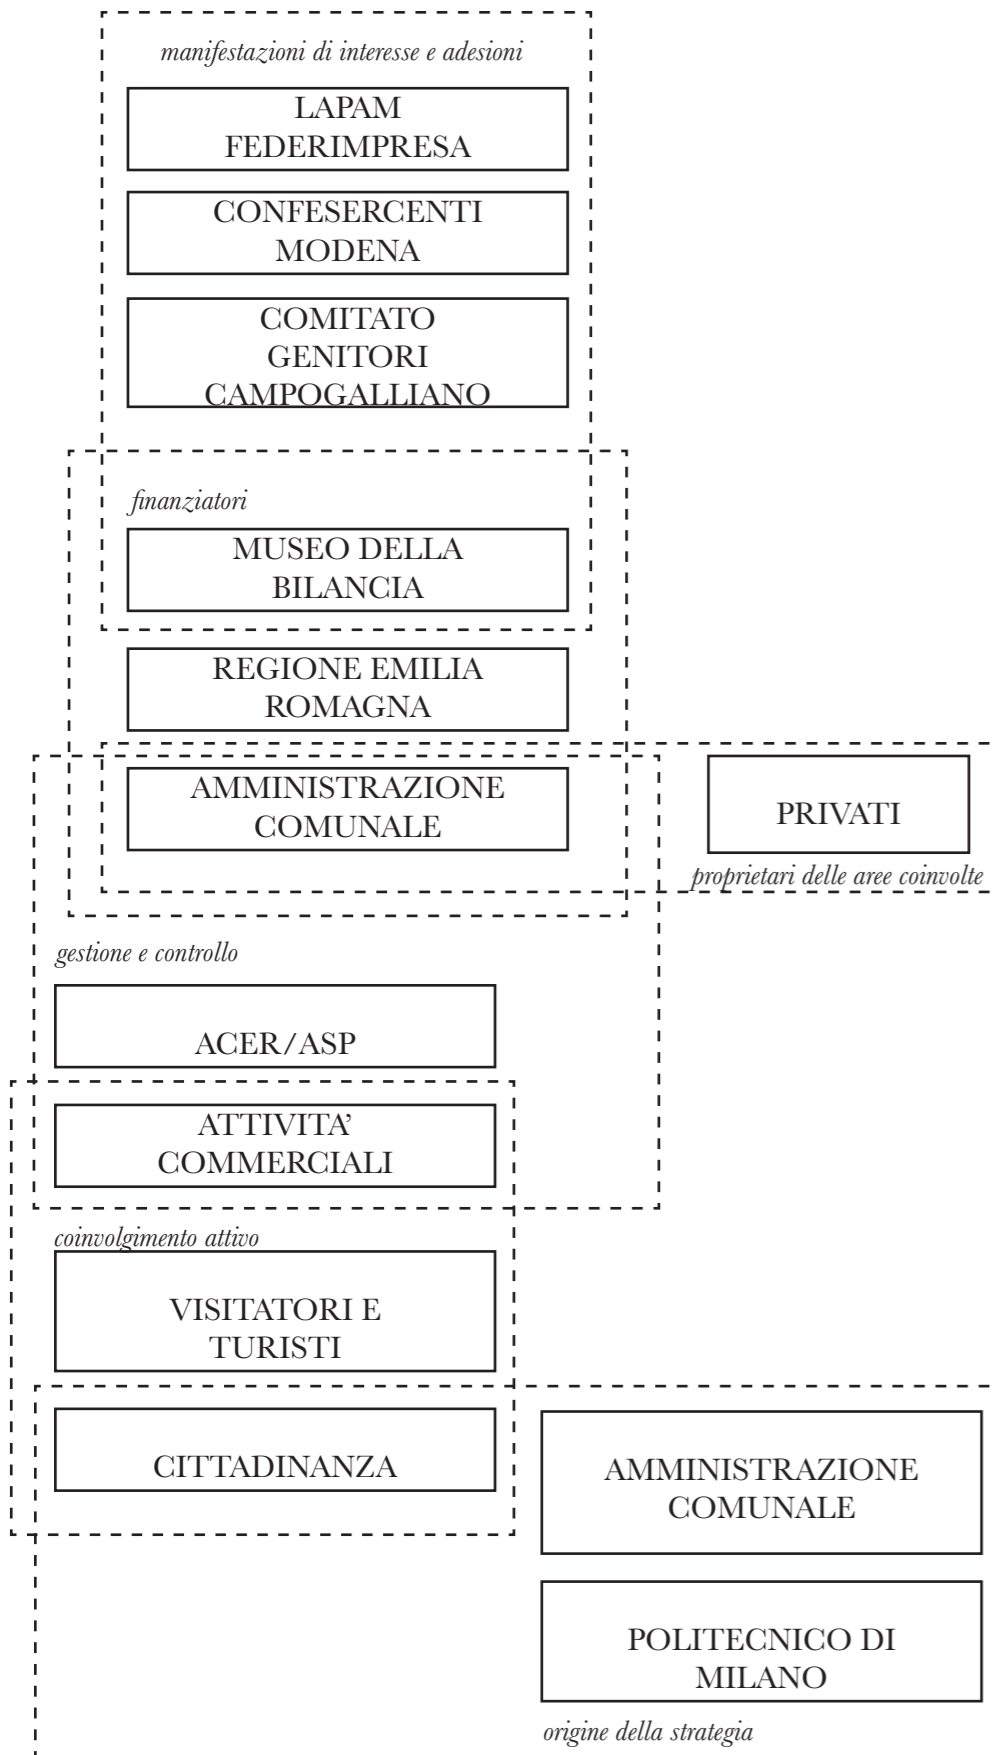 manifestazioni di interesse e adesioni
LAPAM
FEDERIMPRESA
CONFESERCENTI
MODENA
COMITATO
GENITORI
CAMPOGALLIANO
finanziatori
MUSEO DELLA
BILANCIA
REGIONE EMILIA
ROMAGNA
AMMINISTRAZIONE
COMUNALE
PRIVATI
proprietari delle aree coinvolte
gestione e controllo
ACER/ASP
ATTIVITA’
COMMERCIALI
coinvolgimento attivo
VISITATORI E
TURISTI
CITTADINANZA
AMMINISTRAZIONE
COMUNALE
POLITECNICO DI
MILANO
origine della strategia